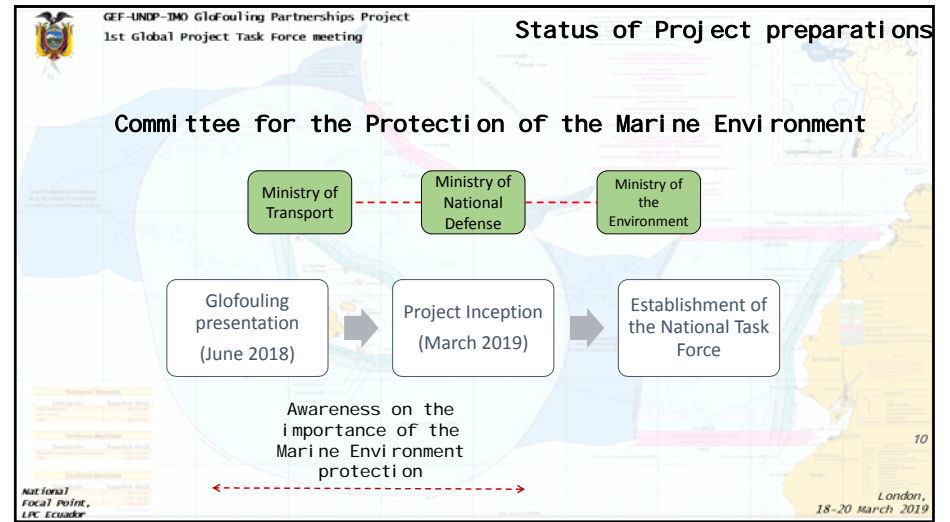 GEF-UNDP-IMO GloFouling Partnerships Project
1st Global Project Task Force meeting
Status of Project preparations
Committee for the Protection of the Marine Environment
Ministry of
Transport
Ministry of
National
Defense
Ministry of
the
Environment
Glofouling
presentation
(June 2018)
Project Inception
(March 2019)
Establishment of
the National Task
Force
Awareness on the
importance of the
Marine Environment
protection
10
National
Focal Point,
LPC Ecuador
London,
18-20 March 2019